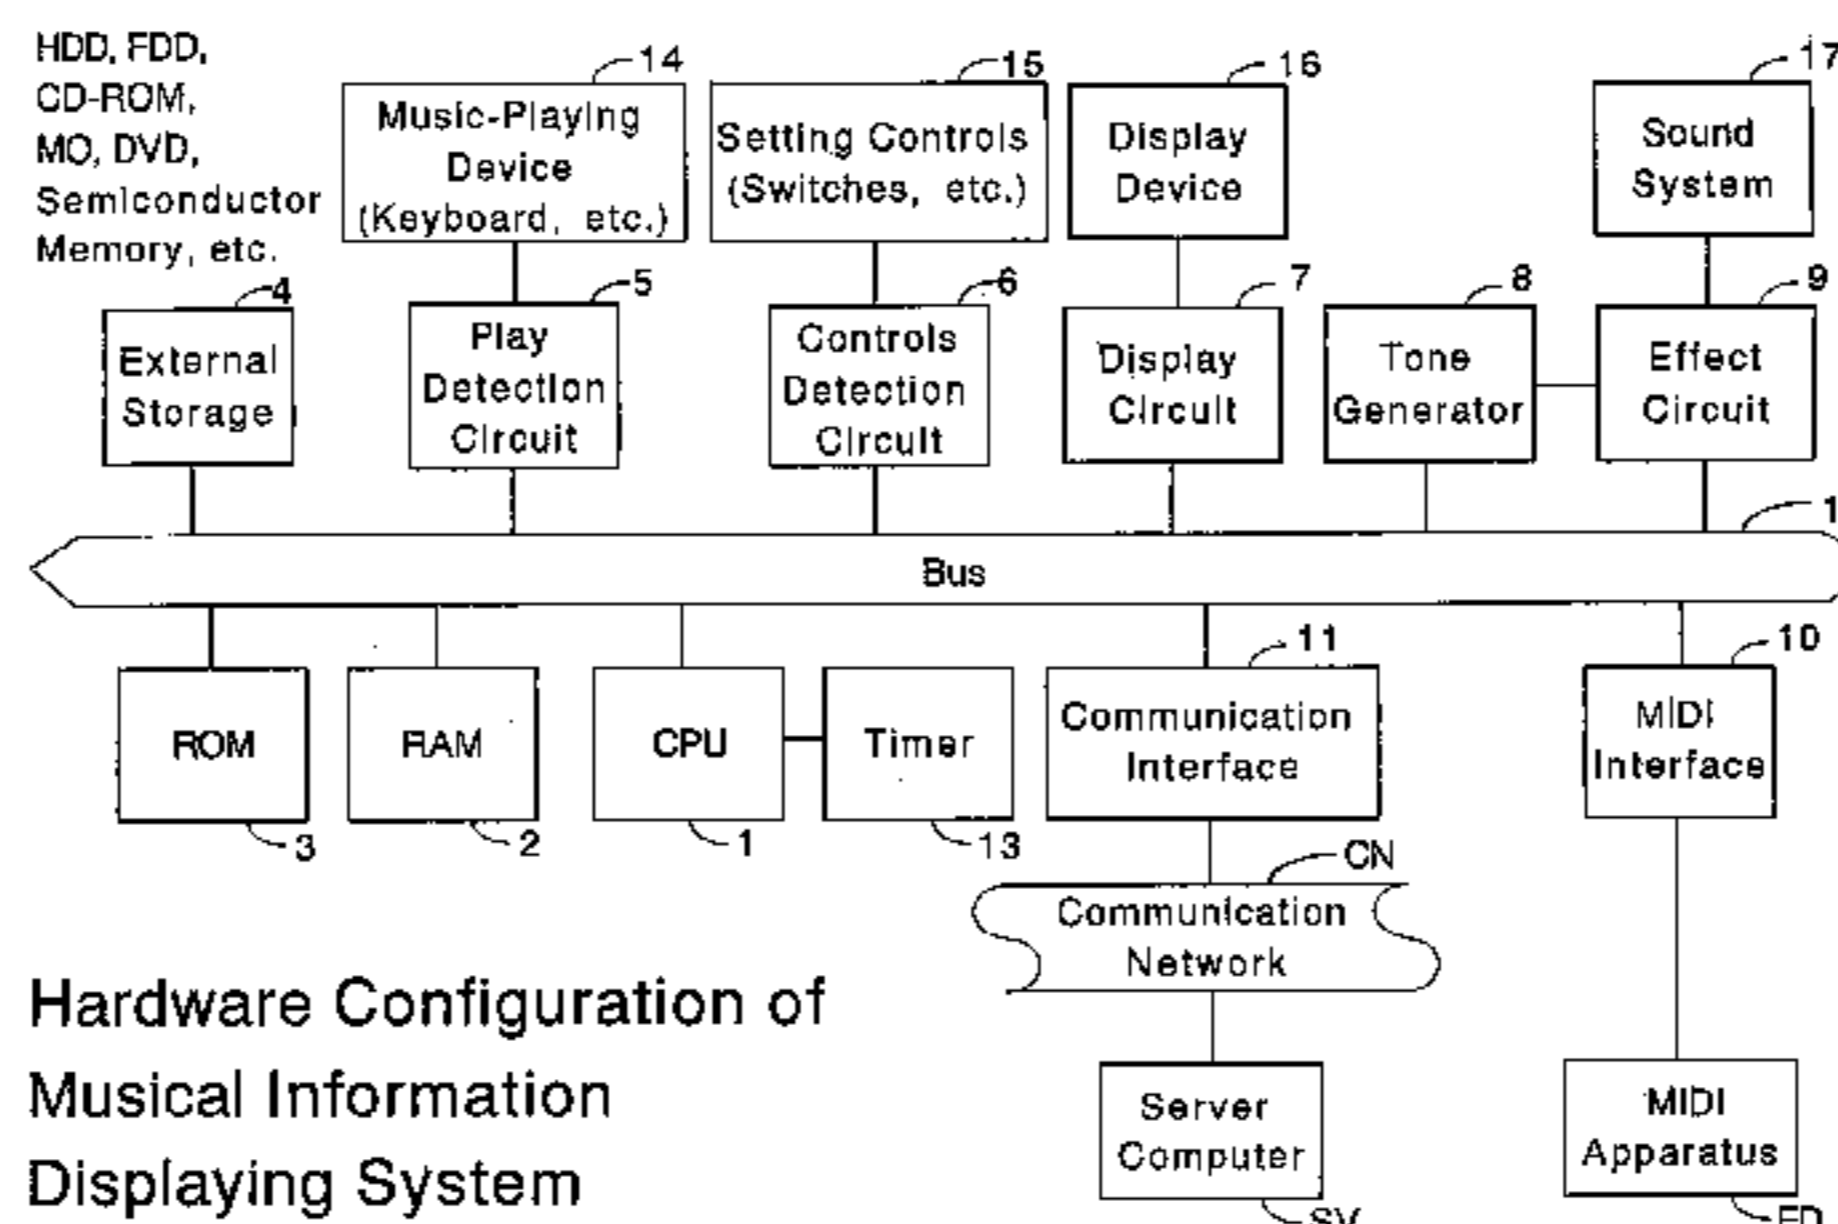 HDD, FDD,
CD-ROM,
MO, DVD,
Semiconductor
Memory, etc.
14
Music-Playing
Device
(Keyboard, etc.)
15
Setting Controls
(Switches, etc.)
16
Display
Device
17
Sound
System
4
External
Storage
5
Play
Detection
Circuit
6
Controls
Detection
Circuit
7
Display
Circuit
8
Tone
Generator
9
Effect
Circuit
1
Bus
ROM
3
RAM
2
CPU
1
Timer
13
11
Communication
Interface
10
MIDI
Interface
CN
Communication
Network
Server
Computer
SV
MIDI
Apparatus
Hardware Configuration of
Musical Information
Displaying System